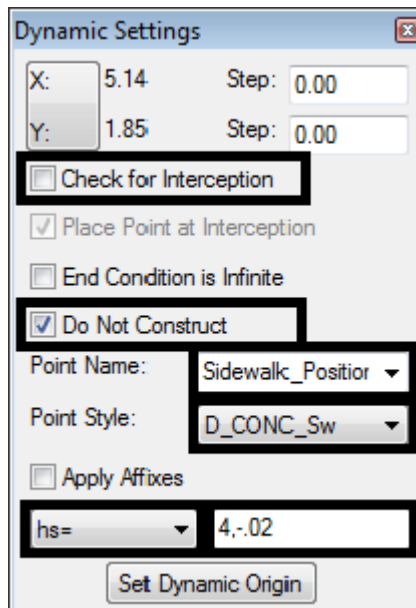 Dynamic Settings
X: 5.14 Step: 0.00
Y: 1.85 Step: 0.00
Check for Interception
Place Point at Interception
End Condition is Infinite
Do Not Construct
Point Name: Sidewalk:_Position
Point Style: D_CONC_Sw
Apply Affixes
hs= 4,-.02
Set Dynamic Origin